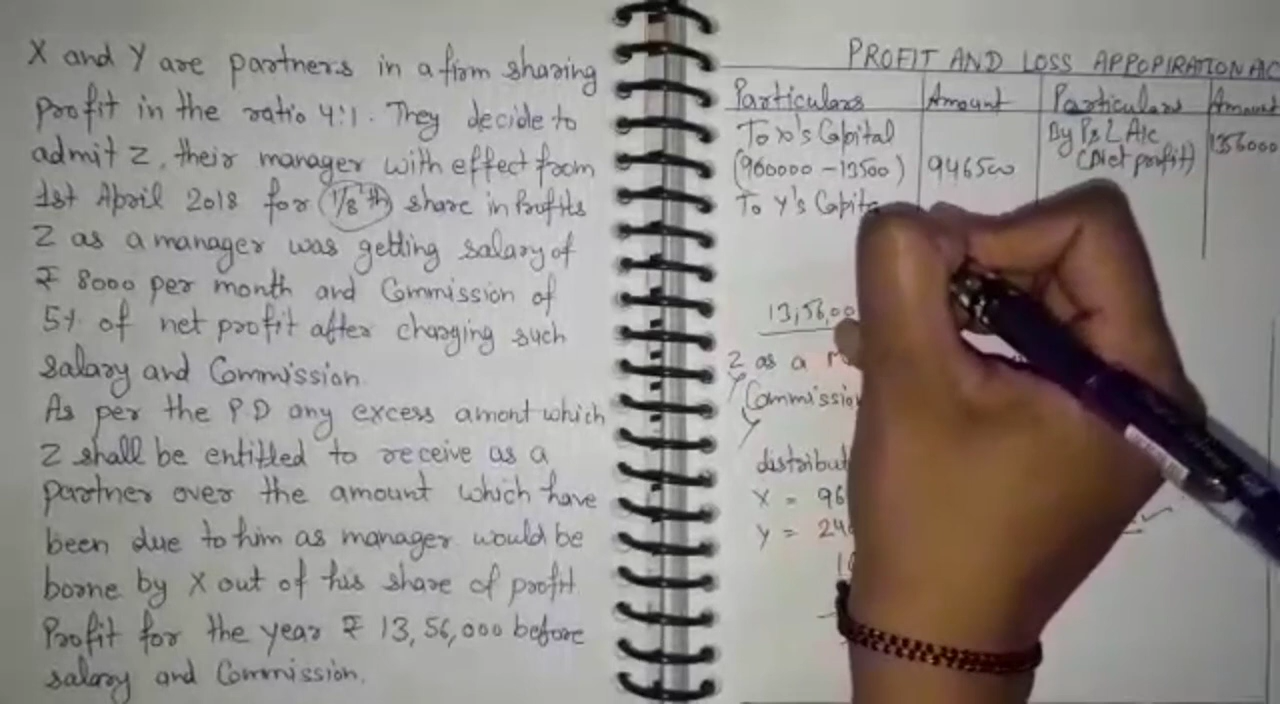 X and Y are partners in a firm sharing
profit in the ratio 4:1. They decide to
admit Z, their manager with effect from
1st April 2018 for 1/8th share in Profits
Z as a manager was getting salary of
₹ 8000 per month and Commission of
5% of net profit after charging such
salary and Commission.
As per the P.D any excess amont which
Z shall be entitled to receive as a
partner over the amount which have
been due to him as manager would be
borne by X out of his share of profit
Profit for the year ₹ 13,56,000 before
salary and Commission.
PROFIT AND LOSS APPOPIRATION A/C
Particulars Amount Particulars Amount
To X's Capital By P&L A/c 1356000
(960000 - 13500) 946500 (Net profit)
To Y's Capita
13,56,00
Z as a
Commission
distribut
X = 96
Y = 24